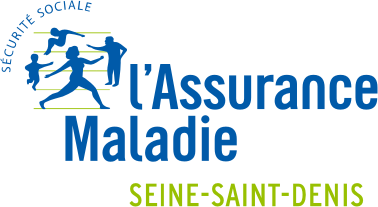 SÉCURITÉ SOCIALE
l'Assurance
Maladie
SEINE-SAINT-DENIS